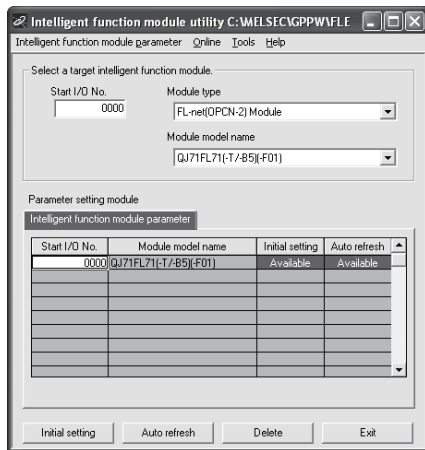 Intelligent function module utility C:\MELSEC\GPPW\FLE
Intelligent function module parameter Online Tools Help
Select a target intelligent function module.
Start I/O No. Module type
0000 FL-net(OPCN-2) Module
Module model name
QJ71FL71(-T/-B5)(-F01)
Parameter setting module
Intelligent function module parameter
Start I/O No. Module model name Initial setting Auto refresh
0000 QJ71FL71(-T/-B5)(-F01) Available Available
Initial setting Auto refresh Delete Exit